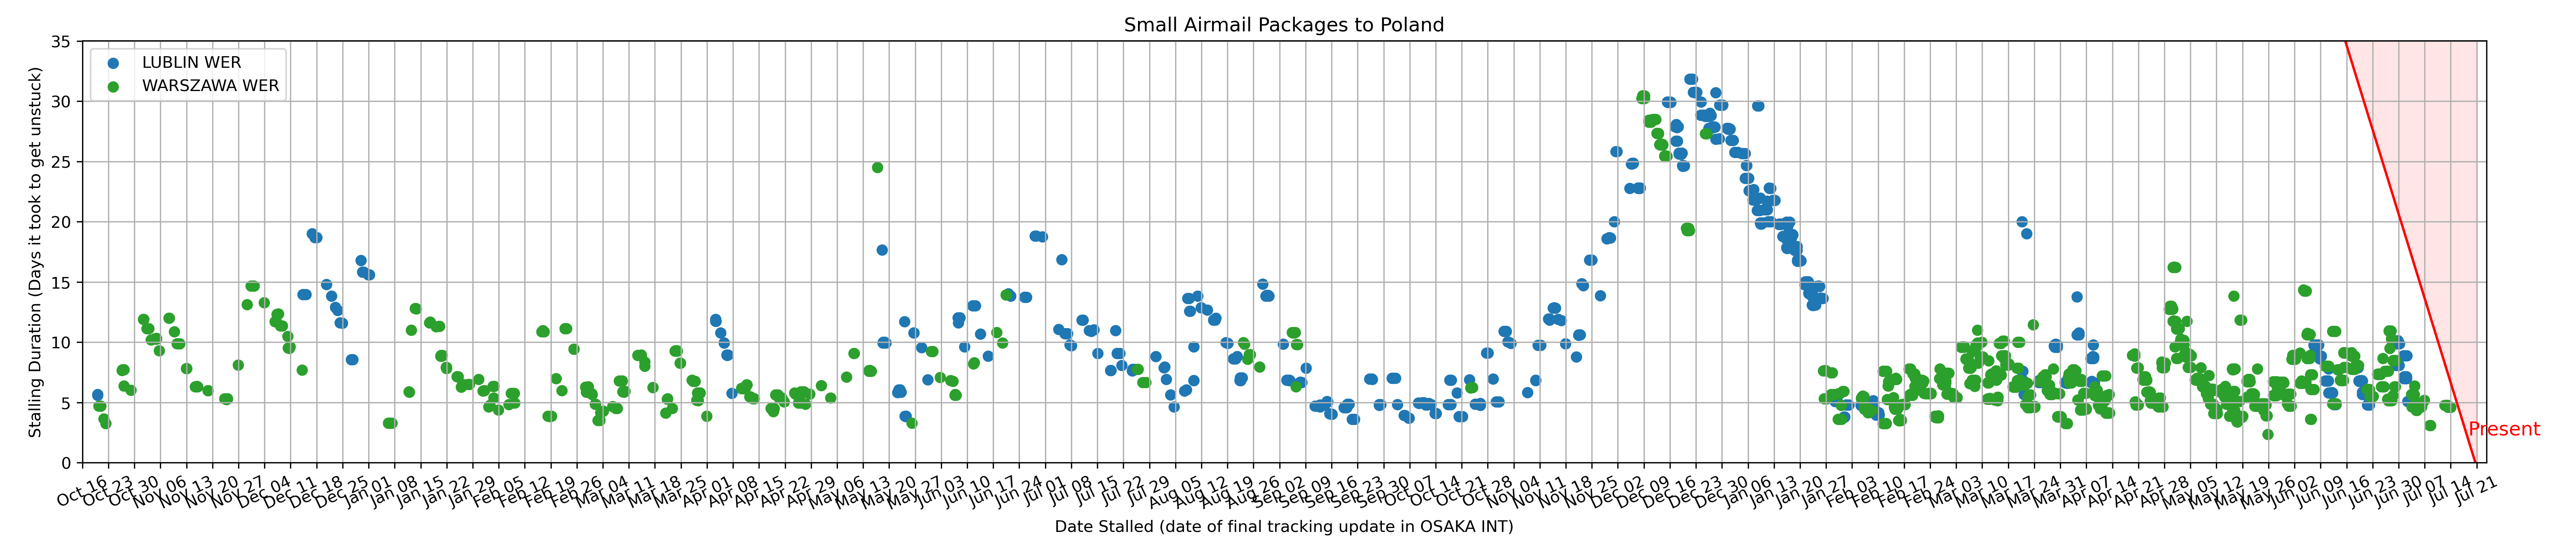 Small Airmail Packages to Poland
Stalling Duration (Days it took to get unstuck)
35
30
25
20
15
10
5
0
LUBLIN WER
WARSZAWA WER
Present
Oct 16
Oct 23
Oct 30
Nov 06
Nov 13
Nov 20
Nov 27
Dec 04
Dec 11
Dec 18
Dec 25
Jan 01
Jan 08
Jan 15
Jan 22
Jan 29
Feb 05
Feb 12
Feb 19
Feb 26
Mar 04
Mar 11
Mar 18
Mar 25
Apr 01
Apr 08
Apr 15
Apr 22
Apr 29
May 06
May 13
May 20
May 27
Jun 03
Jun 10
Jun 17
Jun 24
Jul 01
Jul 08
Jul 15
Jul 22
Jul 29
Aug 05
Aug 12
Aug 19
Aug 26
Sep 02
Sep 09
Sep 16
Sep 23
Sep 30
Oct 07
Oct 14
Oct 21
Oct 28
Nov 04
Nov 11
Nov 18
Nov 25
Dec 02
Dec 09
Dec 16
Dec 23
Dec 30
Jan 06
Jan 13
Jan 20
Jan 27
Feb 03
Feb 10
Feb 17
Feb 24
Mar 03
Mar 10
Mar 17
Mar 24
Mar 31
Apr 07
Apr 14
Apr 21
Apr 28
May 05
May 12
May 19
May 26
Jun 02
Jun 09
Jun 16
Jun 23
Jun 30
Jul 07
Jul 14
Jul 21
Date Stalled (date of final tracking update in OSAKA INT)